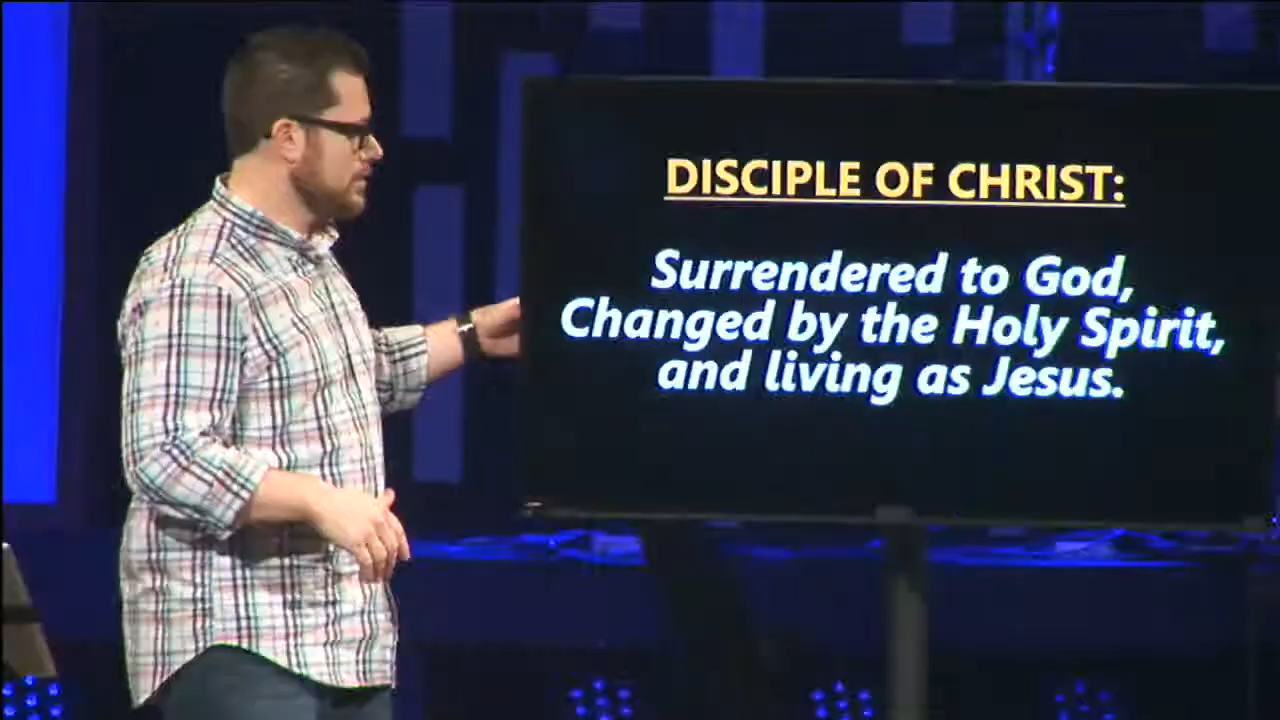 DISCIPLE OF CHRIST:
Surrendered to God,
Changed by the Holy Spirit,
and living as Jesus.